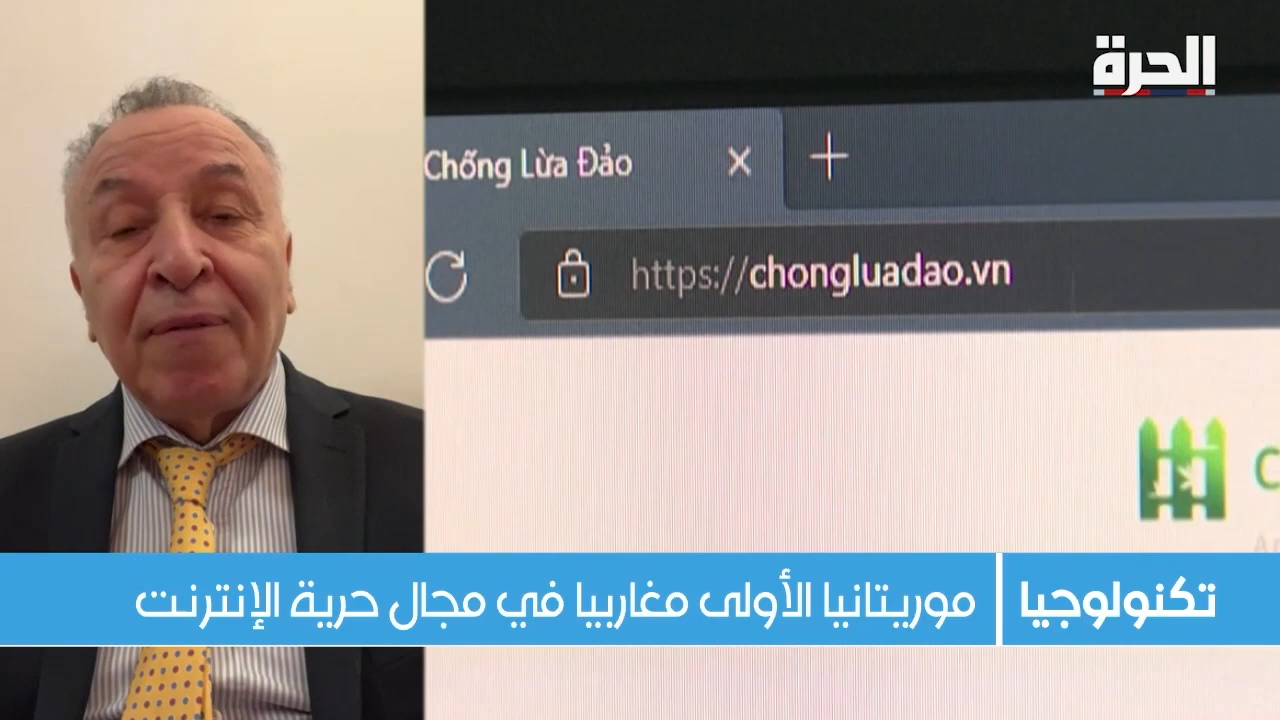 الحرة
Chống Lừa Đảo
https://chongluadao.vn
C
تكنولوجيا
موريتانيا الأولى مغاربيا في مجال حرية الإنترنت